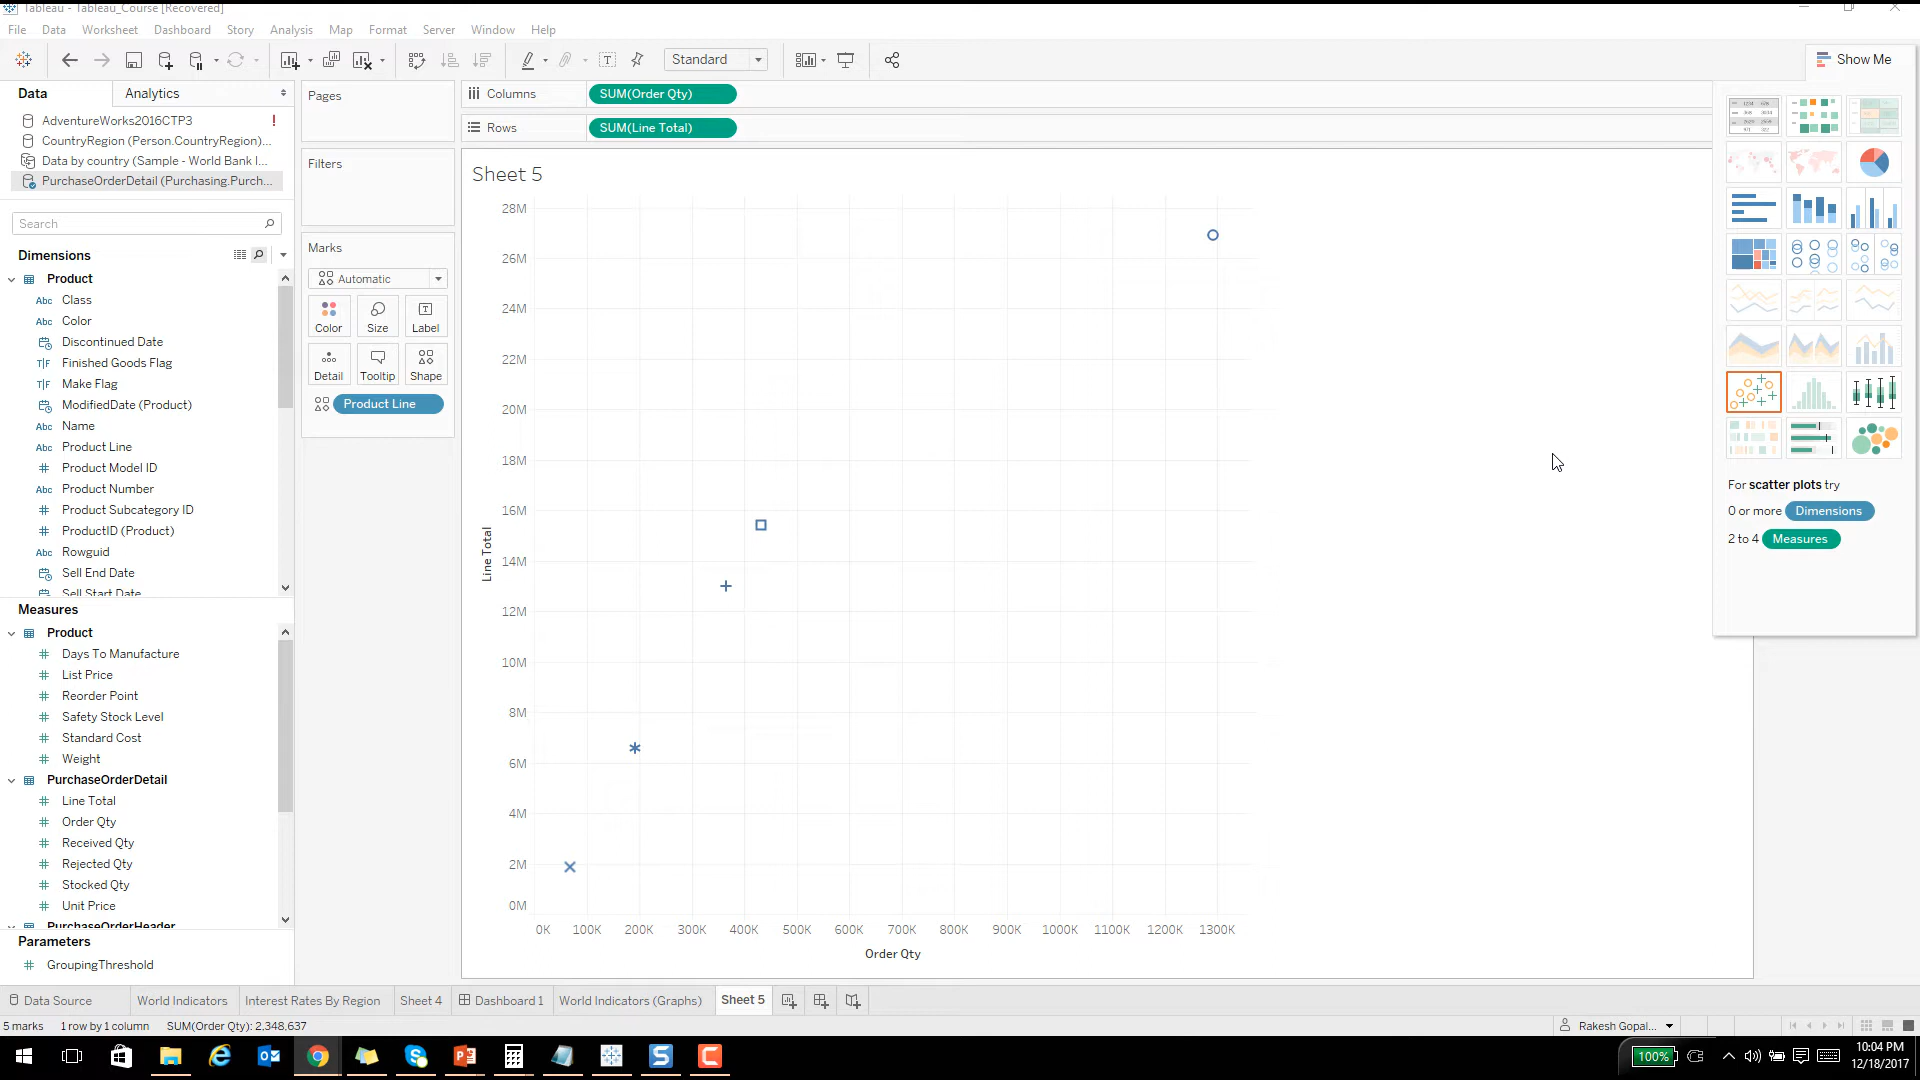 Tableau - Tableau_Course [Recovered]
File Data Worksheet Dashboard Story Analysis Map Format Server Window Help
Standard
Show Me
Data Analytics
AdventureWorks2016CTP3 !
CountryRegion (Person.CountryRegion)...
Data by country (Sample - World Bank I...
PurchaseOrderDetail (Purchasing.Purch...
Search
Dimensions
Product
Abc Class
Abc Color
Discontinued Date
T|F Finished Goods Flag
T|F Make Flag
ModifiedDate (Product)
Abc Name
Abc Product Line
# Product Model ID
Abc Product Number
# Product Subcategory ID
# ProductID (Product)
Abc Rowguid
Sell End Date
Sell Start Date
Measures
Product
# Days To Manufacture
# List Price
# Reorder Point
# Safety Stock Level
# Standard Cost
# Weight
PurchaseOrderDetail
# Line Total
# Order Qty
# Received Qty
# Rejected Qty
# Stocked Qty
# Unit Price
PurchaseOrderHeader
Parameters
# GroupingThreshold
Pages
Filters
Marks
Automatic
Color Size Label
Detail Tooltip Shape
Product Line
Columns SUM(Order Qty)
Rows SUM(Line Total)
Sheet 5
28M
26M
24M
22M
20M
18M
16M
14M
12M
10M
8M
6M
4M
2M
0M
Line Total
0K 100K 200K 300K 400K 500K 600K 700K 800K 900K 1000K 1100K 1200K 1300K
Order Qty
For scatter plots try
0 or more Dimensions
2 to 4 Measures
Data Source World Indicators Interest Rates By Region Sheet 4 Dashboard 1 World Indicators (Graphs) Sheet 5
5 marks 1 row by 1 column SUM(Order Qty): 2,348,637
Rakesh Gopal...
100%
10:04 PM
12/18/2017